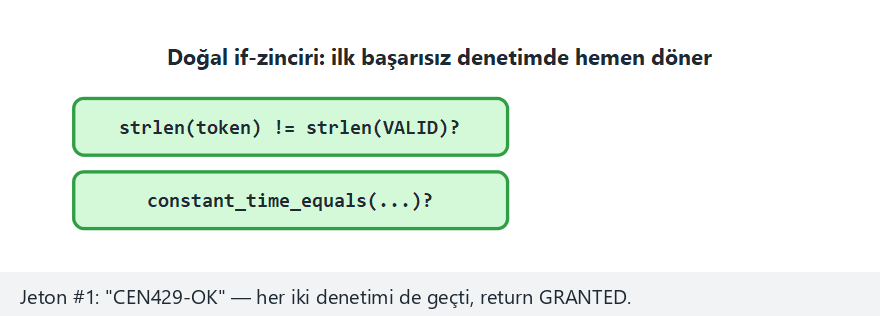 Doğal if-zinciri: ilk başarısız denetimde hemen döner
strlen(token) != strlen(VALID)?
constant_time_equals(...)?
Jeton #1: "CEN429-OK" — her iki denetimi de geçti, return GRANTED.